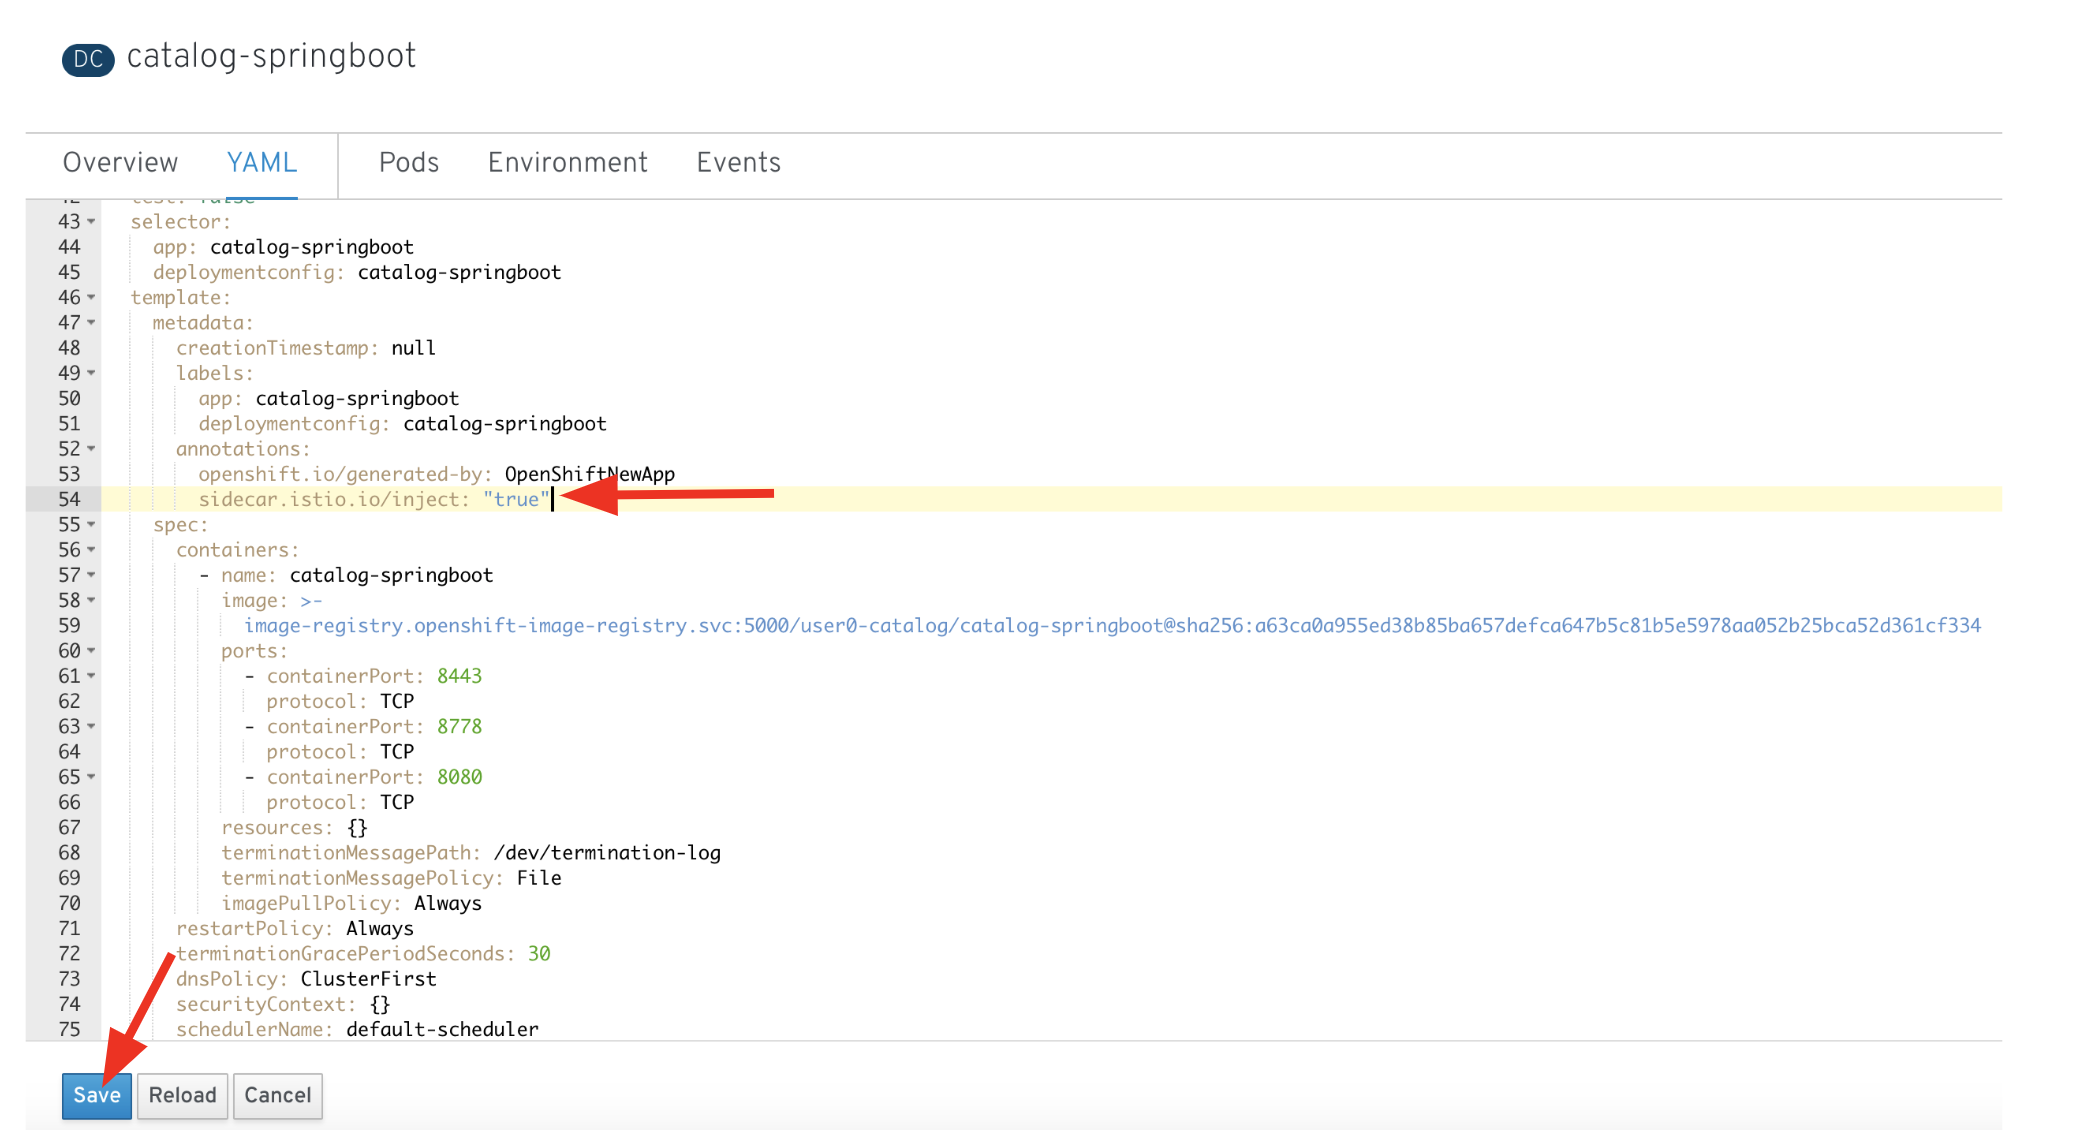 DC catalog-springboot
Overview YAML Pods Environment Events
42 test: false
43 selector:
44 app: catalog-springboot
45 deploymentconfig: catalog-springboot
46 template:
47 metadata:
48 creationTimestamp: null
49 labels:
50 app: catalog-springboot
51 deploymentconfig: catalog-springboot
52 annotations:
53 openshift.io/generated-by: OpenShiftNewApp
54 sidecar.istio.io/inject: "true"
55 spec:
56 containers:
57 - name: catalog-springboot
58 image: >-
59 image-registry.openshift-image-registry.svc:5000/user0-catalog/catalog-springboot@sha256:a63ca0a955ed38b85ba657defca647b5c81b5e5978aa052b25bca52d361cf334
60 ports:
61 - containerPort: 8443
62 protocol: TCP
63 - containerPort: 8778
64 protocol: TCP
65 - containerPort: 8080
66 protocol: TCP
67 resources: {}
68 terminationMessagePath: /dev/termination-log
69 terminationMessagePolicy: File
70 imagePullPolicy: Always
71 restartPolicy: Always
72 terminationGracePeriodSeconds: 30
73 dnsPolicy: ClusterFirst
74 securityContext: {}
75 schedulerName: default-scheduler
Save Reload Cancel